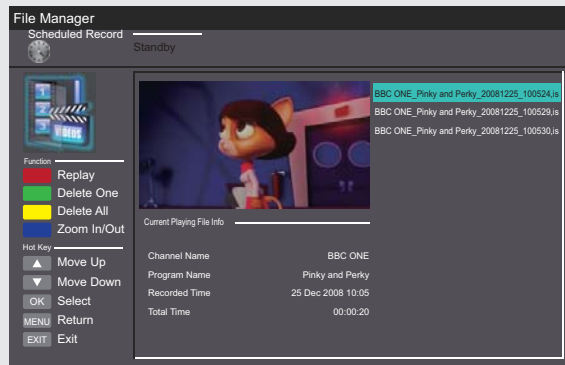 File Manager
Scheduled Record
Standby
1
2
3
VIDEOS
Function
Replay
Delete One
Delete All
Zoom In/Out
Hot Key
▲ Move Up
▼ Move Down
OK Select
MENU Return
EXIT Exit
Current Playing File Info
Channel Name BBC ONE
Program Name Pinky and Perky
Recorded Time 25 Dec 2008 10:05
Total Time 00:00:20
BBC ONE_Pinky and Perky_20081225_100524,is
BBC ONE_Pinky and Perky_20081225_100529,is
BBC ONE_Pinky and Perky_20081225_100530,is